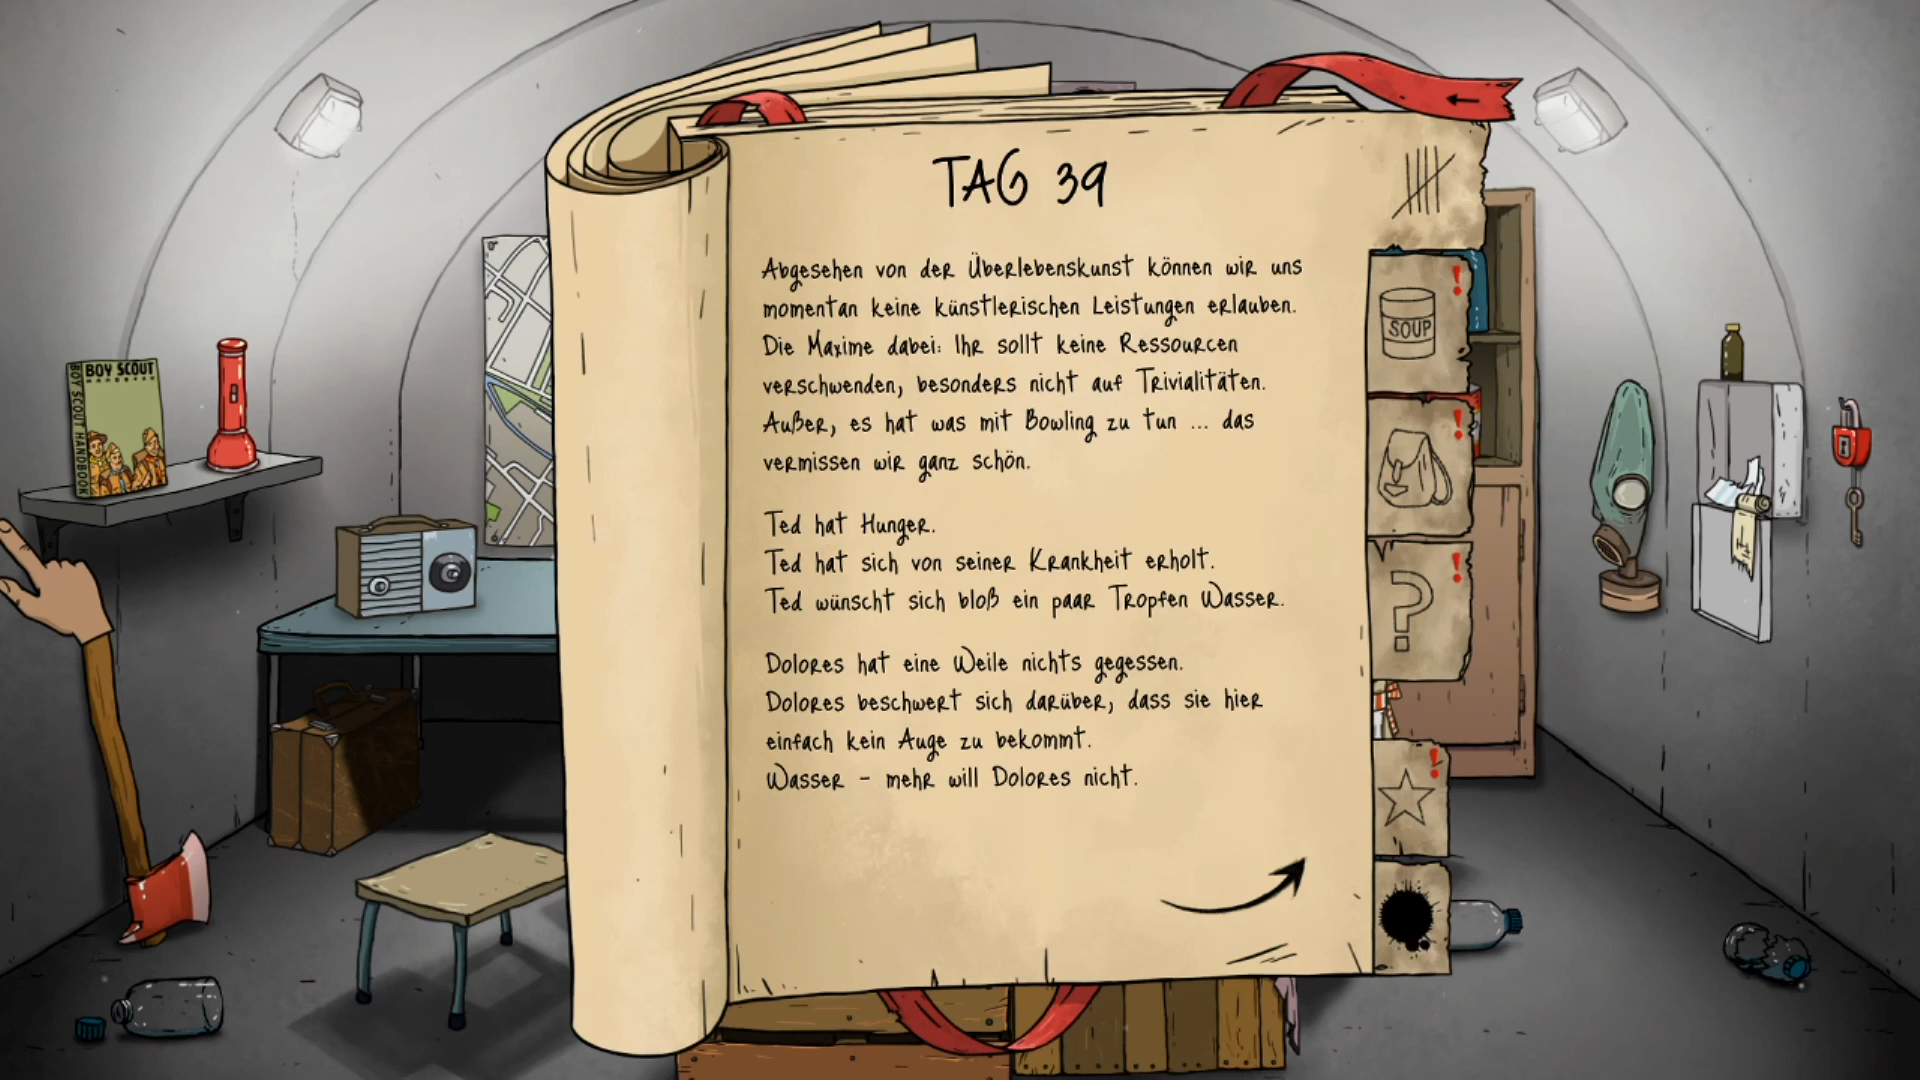 TAG 39
Abgesehen von der Überlebenskunst können wir uns
momentan keine künstlerischen Leistungen erlauben.
Die Maxime dabei: Ihr sollt keine Ressourcen
verschwenden, besonders nicht auf Trivialitäten.
Außer, es hat was mit Bowling zu tun ... das
vermissen wir ganz schön.
Ted hat Hunger.
Ted hat sich von seiner Krankheit erholt.
Ted wünscht sich bloß ein paar Tropfen Wasser.
Dolores hat eine Weile nichts gegessen.
Dolores beschwert sich darüber, dass sie hier
einfach kein Auge zu bekommt.
Wasser - mehr will Dolores nicht.
SOUP
!
!
?
!
!
BOY SCOUT
HANDBOOK
BOY SCOUT HANDBOOK